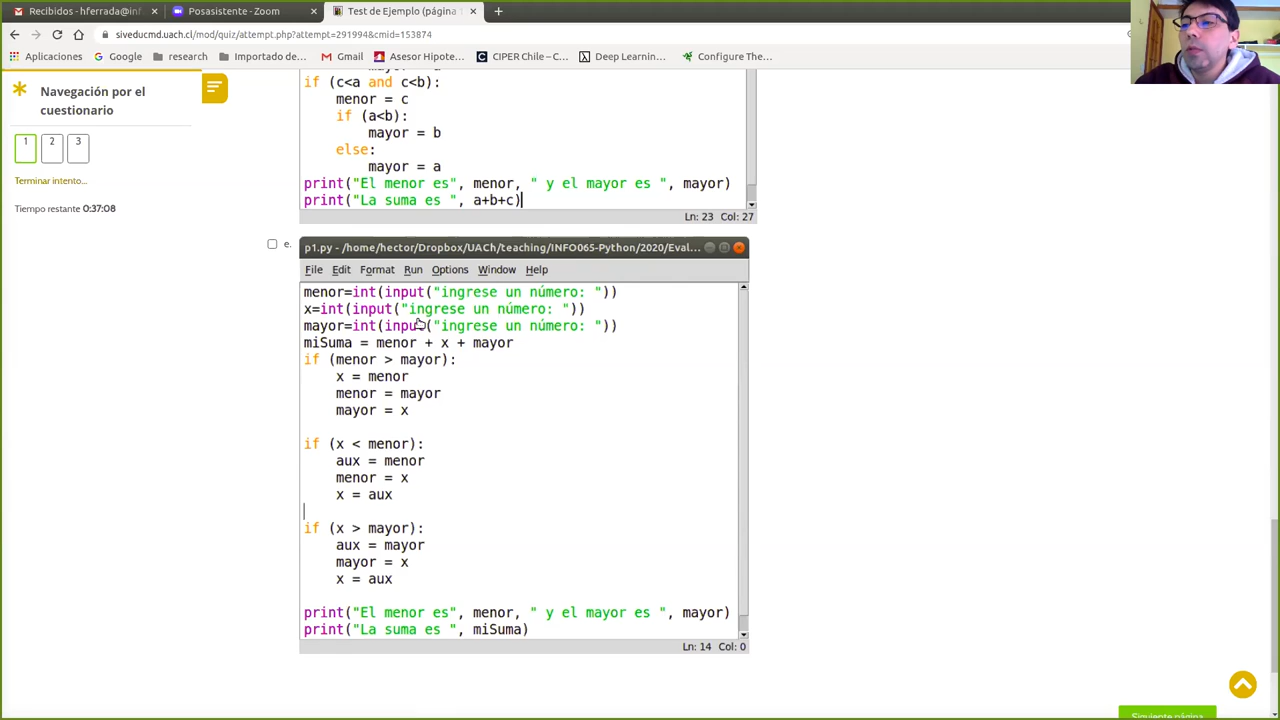 Recibidos - hferrada@inf
Posasistente - Zoom
Test de Ejemplo (página 1
siveducmd.uach.cl/mod/quiz/attempt.php?attempt=291994&cmid=153874
Aplicaciones
Google
research
Importado de…
Gmail
Asesor Hipote…
CIPER Chile – C…
Deep Learning…
Configure The…
Navegación por el
cuestionario
1 2 3
Terminar intento...
Tiempo restante 0:37:08
if (c<a and c<b):
menor = c
if (a<b):
mayor = b
else:
mayor = a
print("El menor es", menor, " y el mayor es ", mayor)
print("La suma es ", a+b+c)
Ln: 23 Col: 27
e.
p1.py - /home/hector/Dropbox/UACh/teaching/INFO065-Python/2020/Eval...
File Edit Format Run Options Window Help
menor=int(input("ingrese un número: "))
x=int(input("ingrese un número: "))
mayor=int(input("ingrese un número: "))
miSuma = menor + x + mayor
if (menor > mayor):
x = menor
menor = mayor
mayor = x
if (x < menor):
aux = menor
menor = x
x = aux
if (x > mayor):
aux = mayor
mayor = x
x = aux
print("El menor es", menor, " y el mayor es ", mayor)
print("La suma es ", miSuma)
Ln: 14 Col: 0
Siguiente página